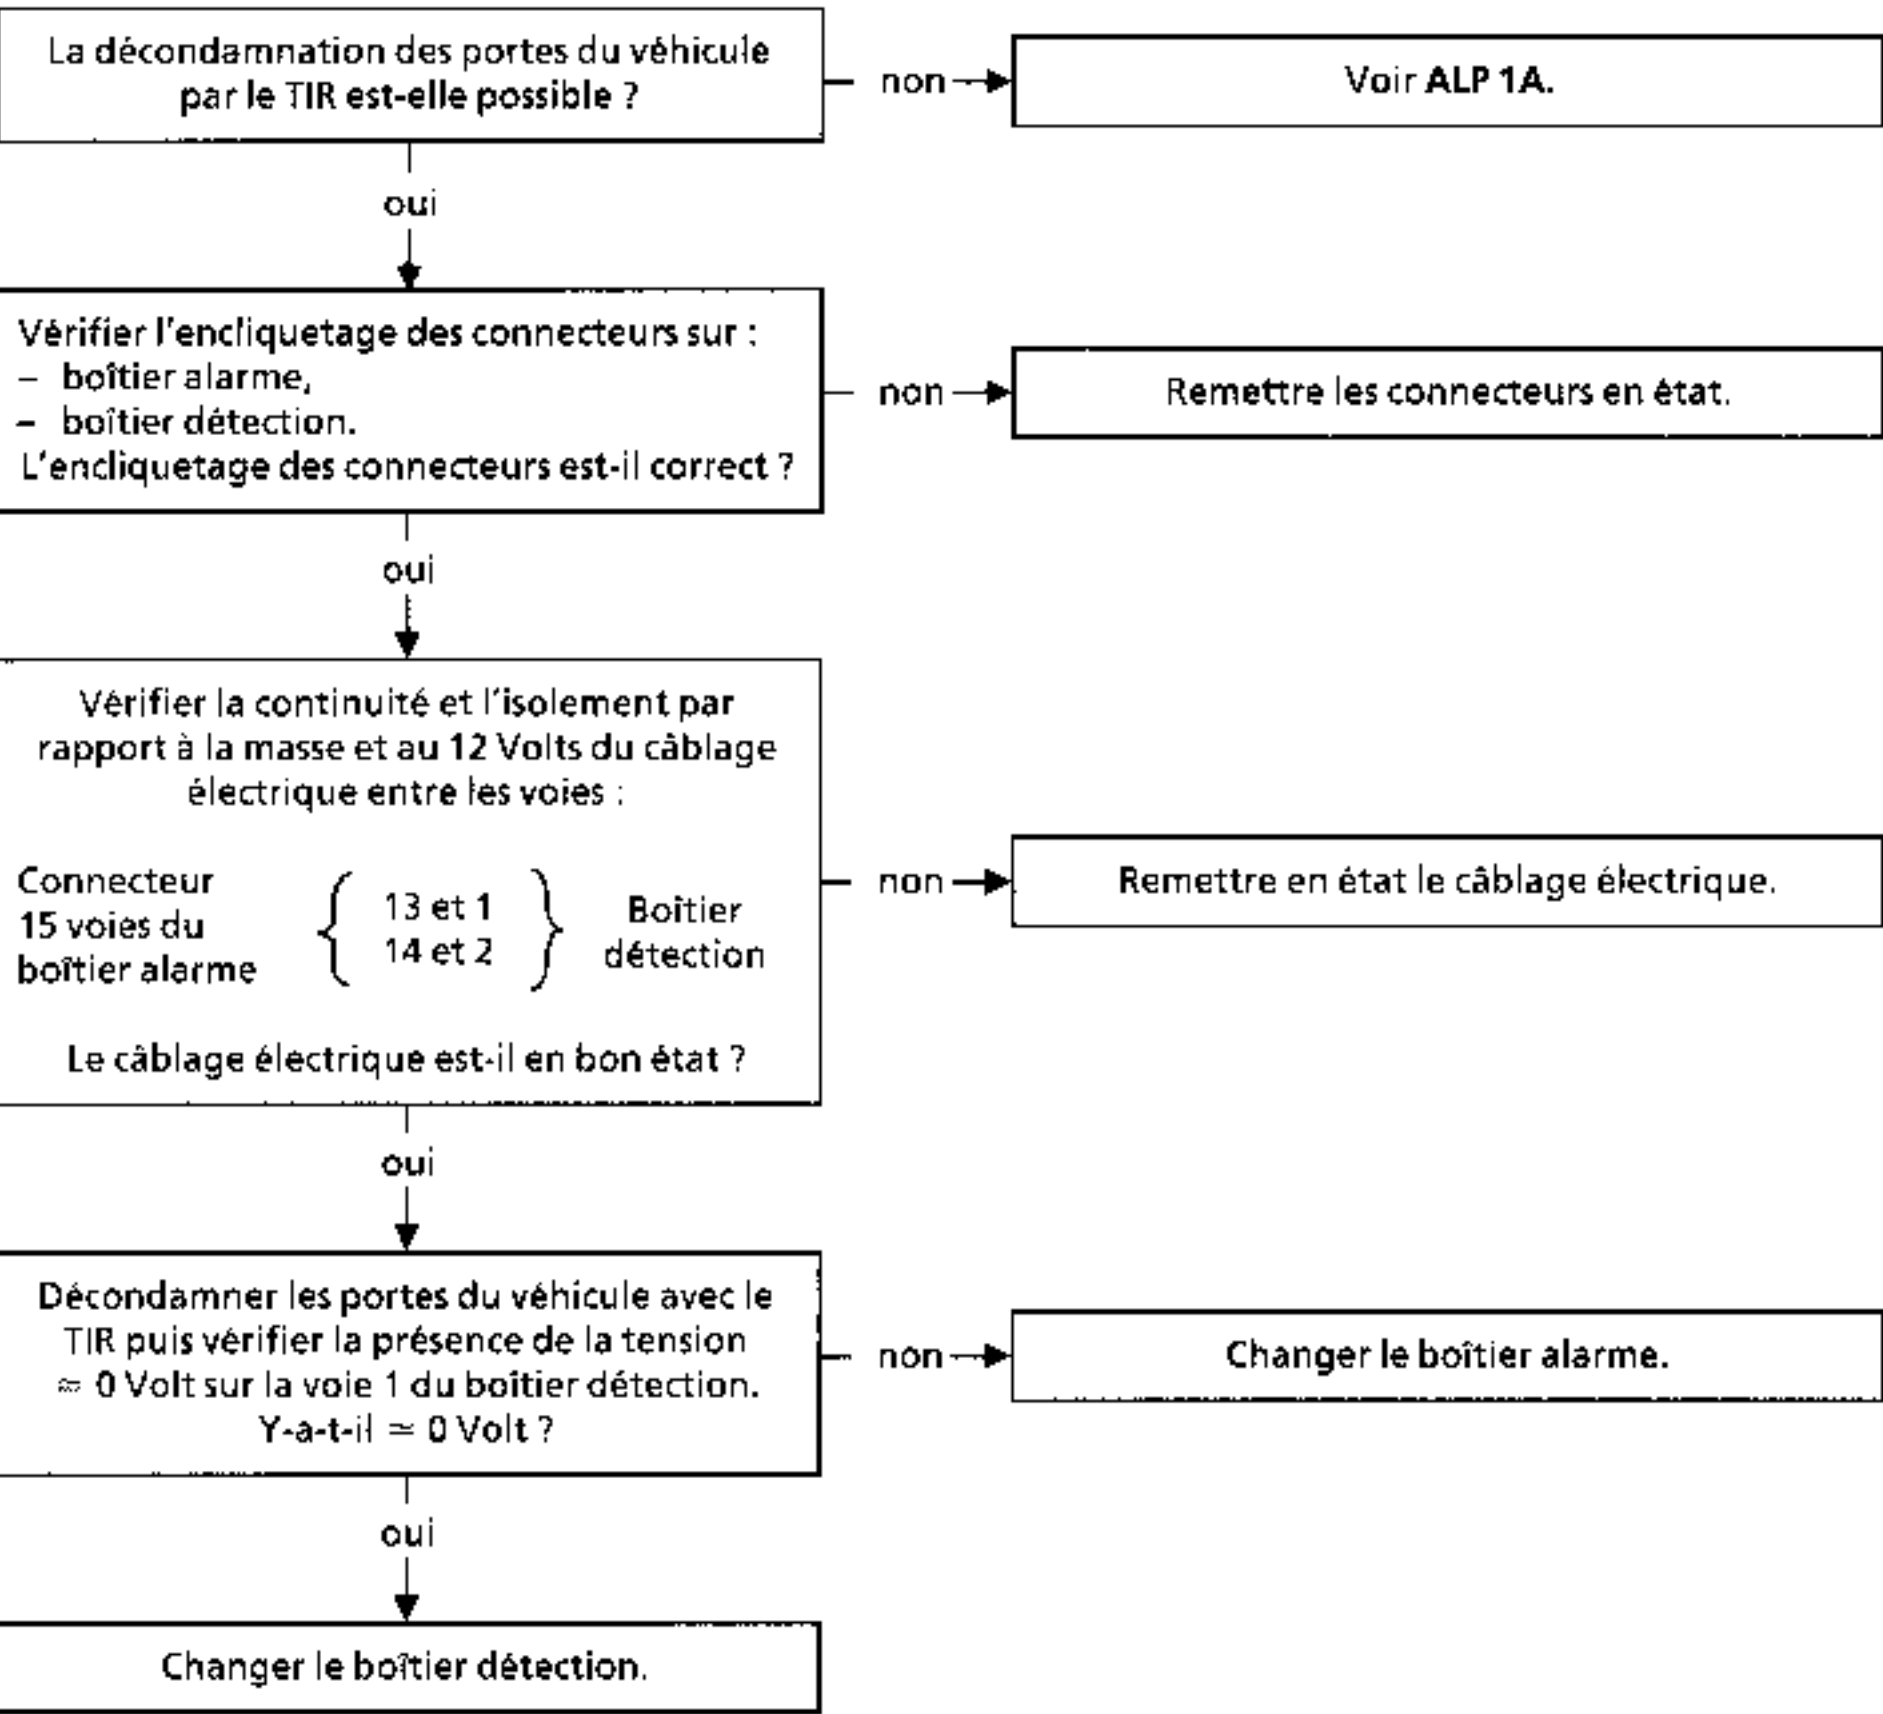 La décondamnation des portes du véhicule
par le TIR est-elle possible ?
non
Voir ALP 1A.
oui
Vérifier l'encliquetage des connecteurs sur :
– boîtier alarme,
– boîtier détection.
L'encliquetage des connecteurs est-il correct ?
non
Remettre les connecteurs en état.
oui
Vérifier la continuité et l'isolement par
rapport à la masse et au 12 Volts du câblage
électrique entre les voies :
Connecteur
15 voies du
boîtier alarme
13 et 1
14 et 2
Boîtier
détection
Le câblage électrique est-il en bon état ?
non
Remettre en état le câblage électrique.
oui
Décondamner les portes du véhicule avec le
TIR puis vérifier la présence de la tension
≃ 0 Volt sur la voie 1 du boîtier détection.
Y-a-t-il ≃ 0 Volt ?
non
Changer le boîtier alarme.
oui
Changer le boîtier détection.